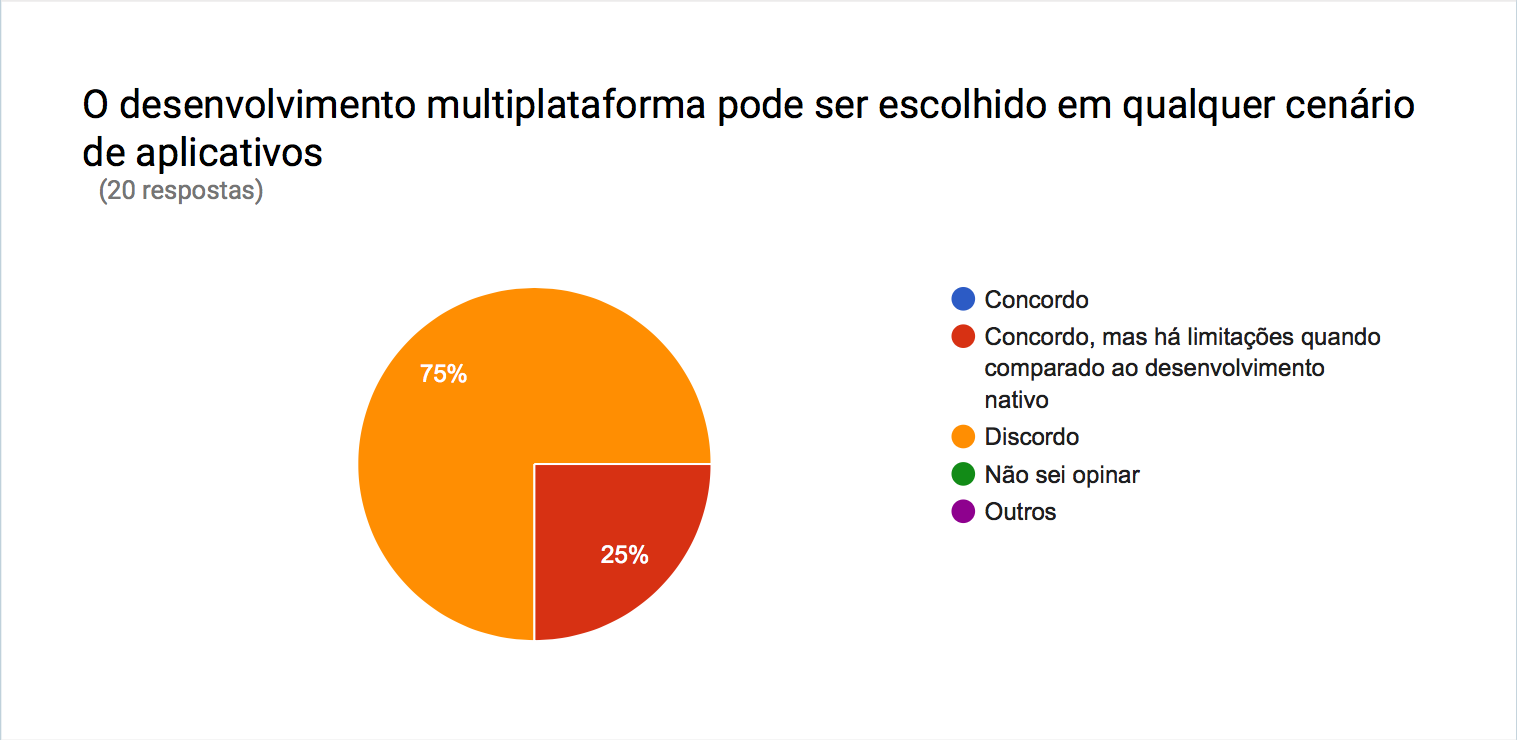 O desenvolvimento multiplataforma pode ser escolhido em qualquer cenário
de aplicativos
(20 respostas)
75%
25%
Concordo
Concordo, mas há limitações quando
comparado ao desenvolvimento
nativo
Discordo
Não sei opinar
Outros